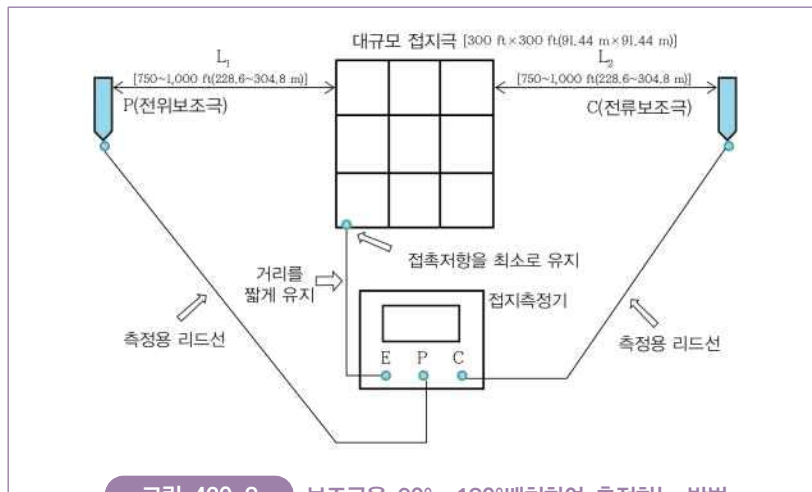 대규모 접지극 [300 ft×300 ft(91.44 m×91.44 m)]
L₁
[750~1,000 ft(228.6~304.8 m)]
L₂
[750~1,000 ft(228.6~304.8 m)]
P(전위보조극)
C(전류보조극)
접촉저항을 최소로 유지
거리를
짧게 유지
접지측정기
측정용 리드선
측정용 리드선
E P C